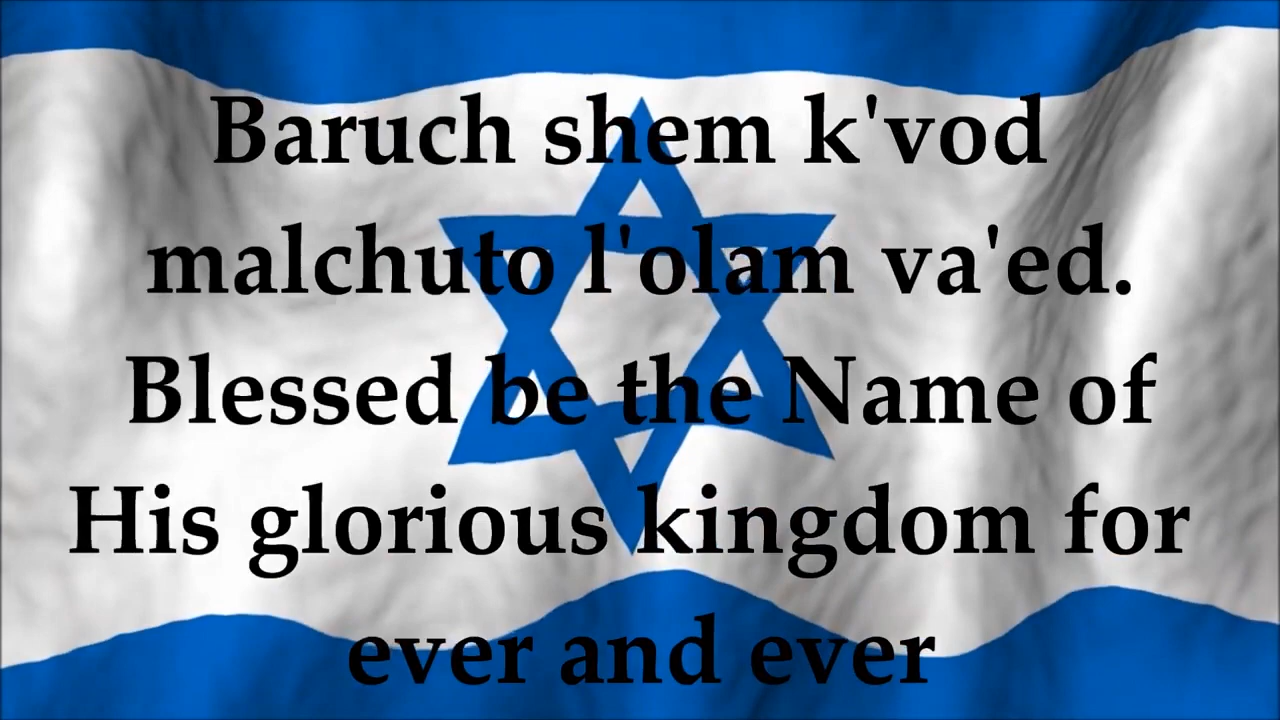 Baruch shem k'vod
malchuto l'olam va'ed.
Blessed be the Name of
His glorious kingdom for
ever and ever